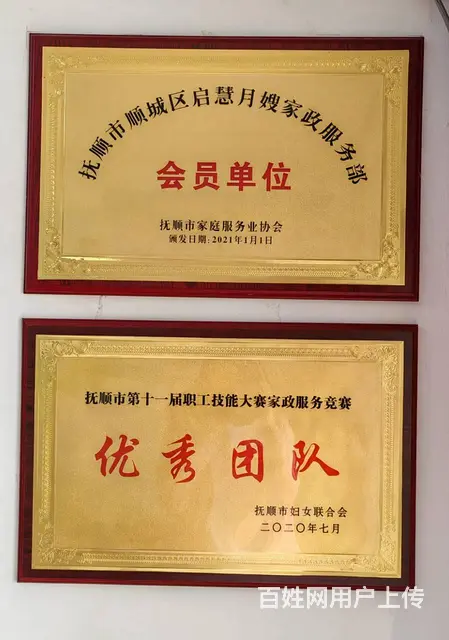 抚顺市顺城区启慧月嫂家政服务部
会员单位
抚顺市家庭服务业协会
颁发日期：2021年1月1日
抚顺市第十一届职工技能大赛家政服务竞赛
优秀团队
抚顺市妇女联合会
二〇二〇年七月
百姓网用户上传